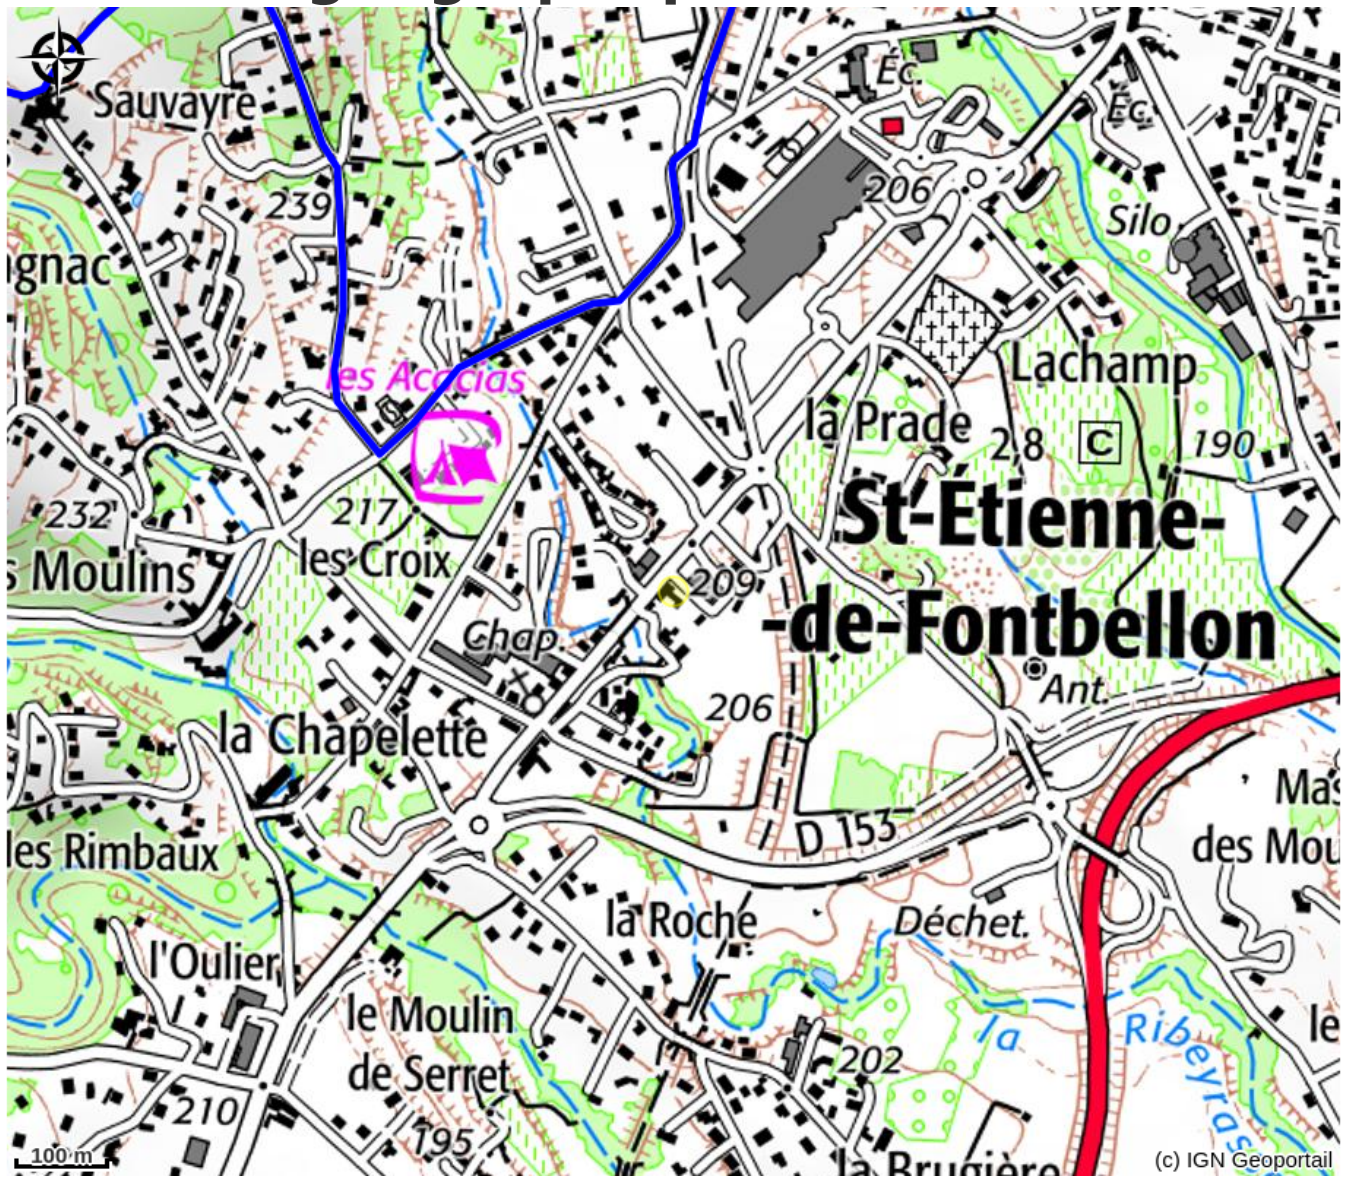 Sauvayre
Éc.
Éc.
239
206
Silo
gnac
les Acacias
Lachamp
la Prade
2,8
C
190
232
217
St-Étienne-
-de-Fontbellon
s Moulins
les Croix
209
Chap.
Ant.
206
la Chapelette
Mas
des Mou
D 153
les Rimbaux
la Roche
Déchet.
l'Oulier
le Moulin
de Serret
la Ribeyras
le
202
210
195
la Brugière
100 m
(c) IGN Geoportail